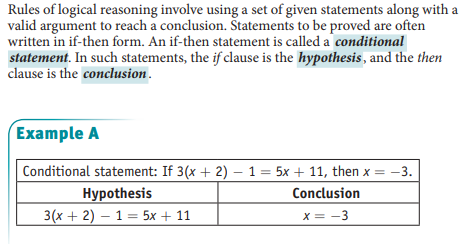 Rules of logical reasoning involve using a set of given statements along with a
valid argument to reach a conclusion. Statements to be proved are often
written in if-then form. An if-then statement is called a conditional
statement. In such statements, the if clause is the hypothesis, and the then
clause is the conclusion.
Example A
Conditional statement: If 3(x + 2) – 1 = 5x + 11, then x = –3.
Hypothesis Conclusion
3(x + 2) – 1 = 5x + 11 x = –3